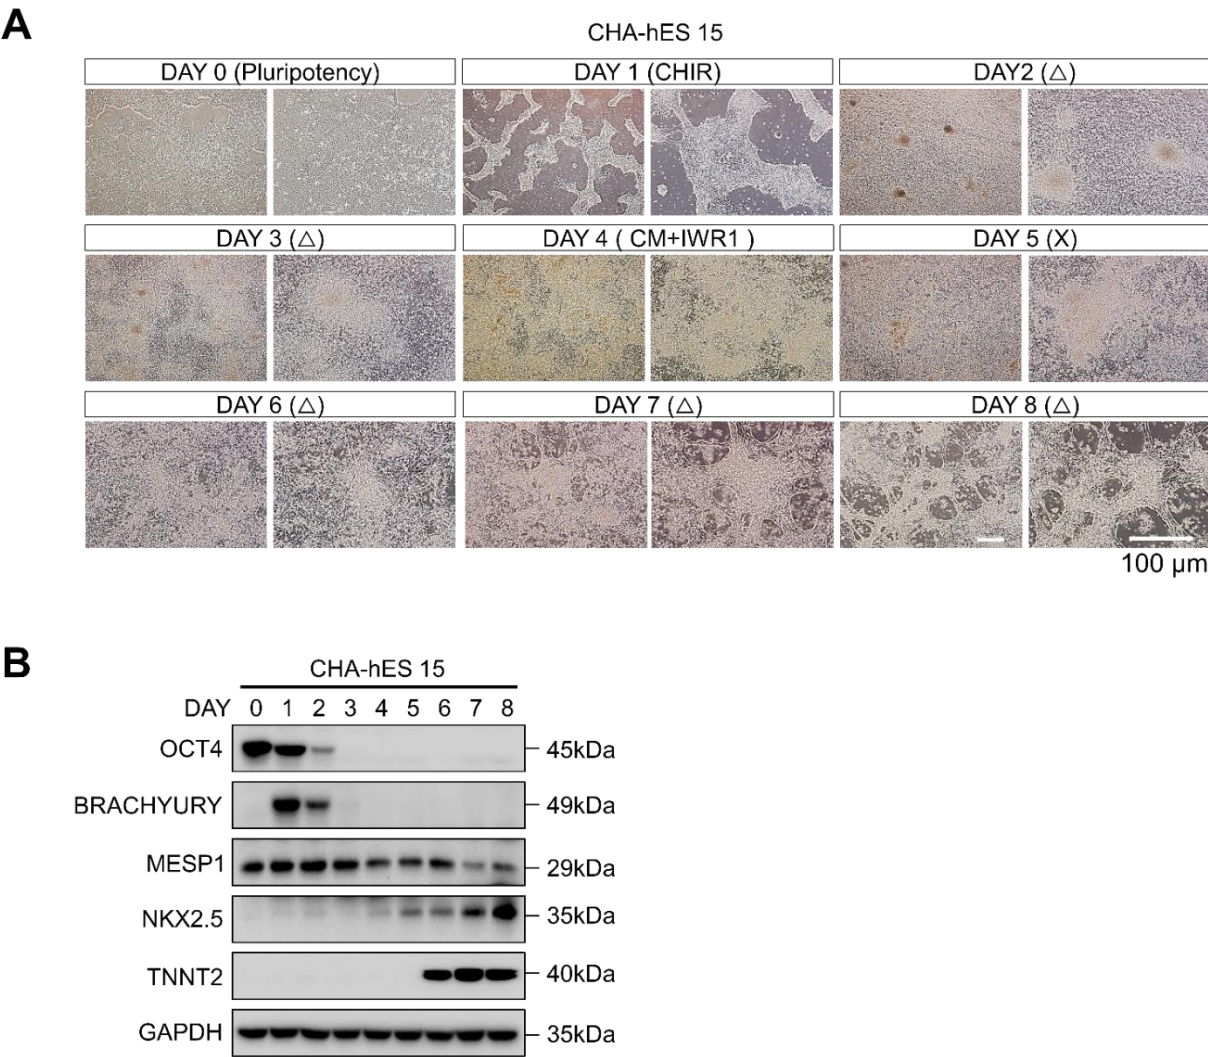 A
CHA-hES 15
DAY 0 (Pluripotency)
DAY 1 (CHIR)
DAY2 (△)
DAY 3 (△)
DAY 4 ( CM+IWR1 )
DAY 5 (X)
DAY 6 (△)
DAY 7 (△)
DAY 8 (△)
100 μm
B
CHA-hES 15
DAY 0 1 2 3 4 5 6 7 8
OCT4 45kDa
BRACHYURY 49kDa
MESP1 29kDa
NKX2.5 35kDa
TNNT2 40kDa
GAPDH 35kDa